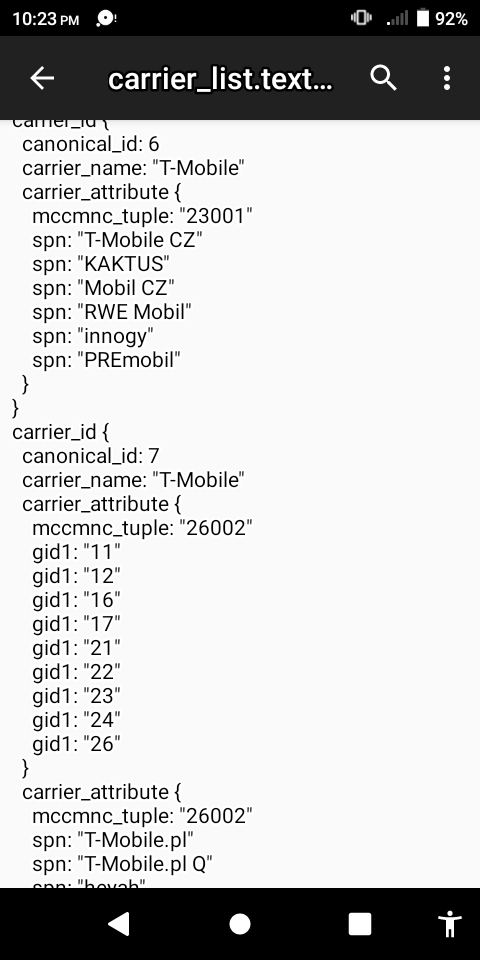 10:23 PM
92%
carrier_list.text…
carrier_id {
canonical_id: 6
carrier_name: "T-Mobile"
carrier_attribute {
mccmnc_tuple: "23001"
spn: "T-Mobile CZ"
spn: "KAKTUS"
spn: "Mobil CZ"
spn: "RWE Mobil"
spn: "innogy"
spn: "PREmobil"
}
}
carrier_id {
canonical_id: 7
carrier_name: "T-Mobile"
carrier_attribute {
mccmnc_tuple: "26002"
gid1: "11"
gid1: "12"
gid1: "16"
gid1: "17"
gid1: "21"
gid1: "22"
gid1: "23"
gid1: "24"
gid1: "26"
}
carrier_attribute {
mccmnc_tuple: "26002"
spn: "T-Mobile.pl"
spn: "T-Mobile.pl Q"
spn: "heyah"